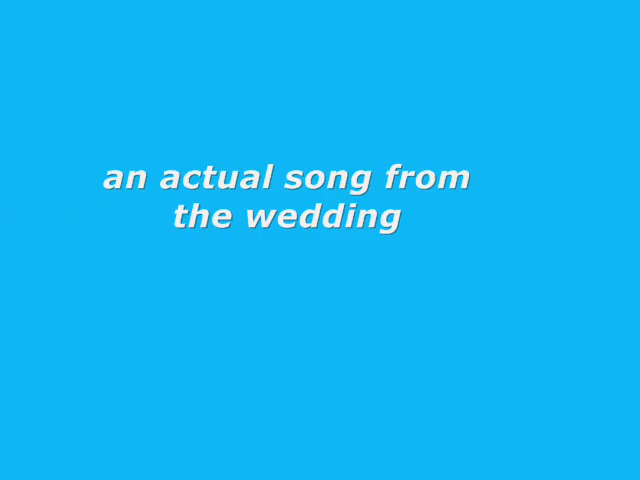 an actual song from
the wedding